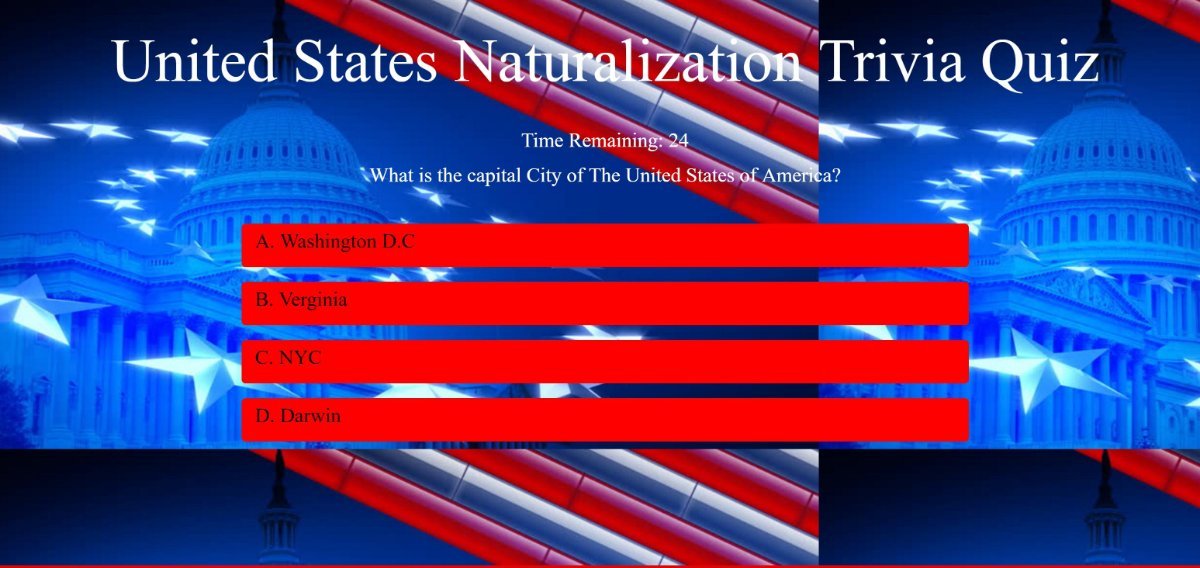 United States Naturalization Trivia Quiz
Time Remaining: 24
What is the capital City of The United States of America?
A. Washington D.C
B. Verginia
C. NYC
D. Darwin